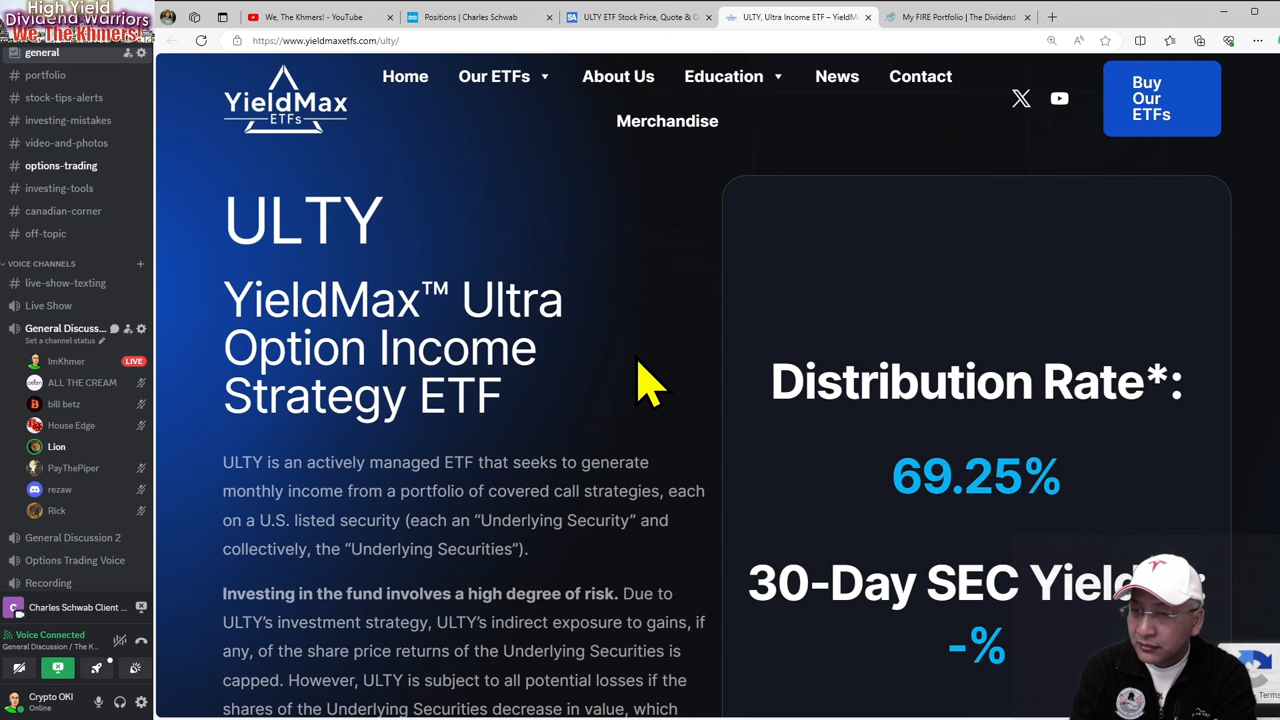 High Yield
Dividend Warriors
We The Khmers!
general
portfolio
stock-tips-alerts
investing-mistakes
video-and-photos
options-trading
investing-tools
canadian-corner
off-topic
VOICE CHANNELS
live-show-texting
Live Show
General Discuss...
Set a channel status
ImKhmer LIVE
ALL THE CREAM
bill betz
House Edge
Lion
PayThePiper
rezaw
Rick
General Discussion 2
Options Trading Voice
Recording
Charles Schwab Client ...
Voice Connected
General Discussion / The K...
Crypto OKI
Online
We, The Khmers! - YouTube
Positions | Charles Schwab
ULTY ETF Stock Price, Quote & O
ULTY, Ultra Income ETF – YieldM
My FIRE Portfolio | The Dividend
https://www.yieldmaxetfs.com/ulty/
YieldMax
ETFs
Home
Our ETFs
About Us
Education
News
Contact
Merchandise
Buy
Our
ETFs
ULTY
YieldMax™ Ultra
Option Income
Strategy ETF
ULTY is an actively managed ETF that seeks to generate
monthly income from a portfolio of covered call strategies, each
on a U.S. listed security (each an “Underlying Security” and
collectively, the “Underlying Securities”).
Investing in the fund involves a high degree of risk. Due to
ULTY’s investment strategy, ULTY’s indirect exposure to gains, if
any, of the share price returns of the Underlying Securities is
capped. However, ULTY is subject to all potential losses if the
shares of the Underlying Securities decrease in value, which
Distribution Rate*:
69.25%
30-Day SEC Yield
-%
Terms